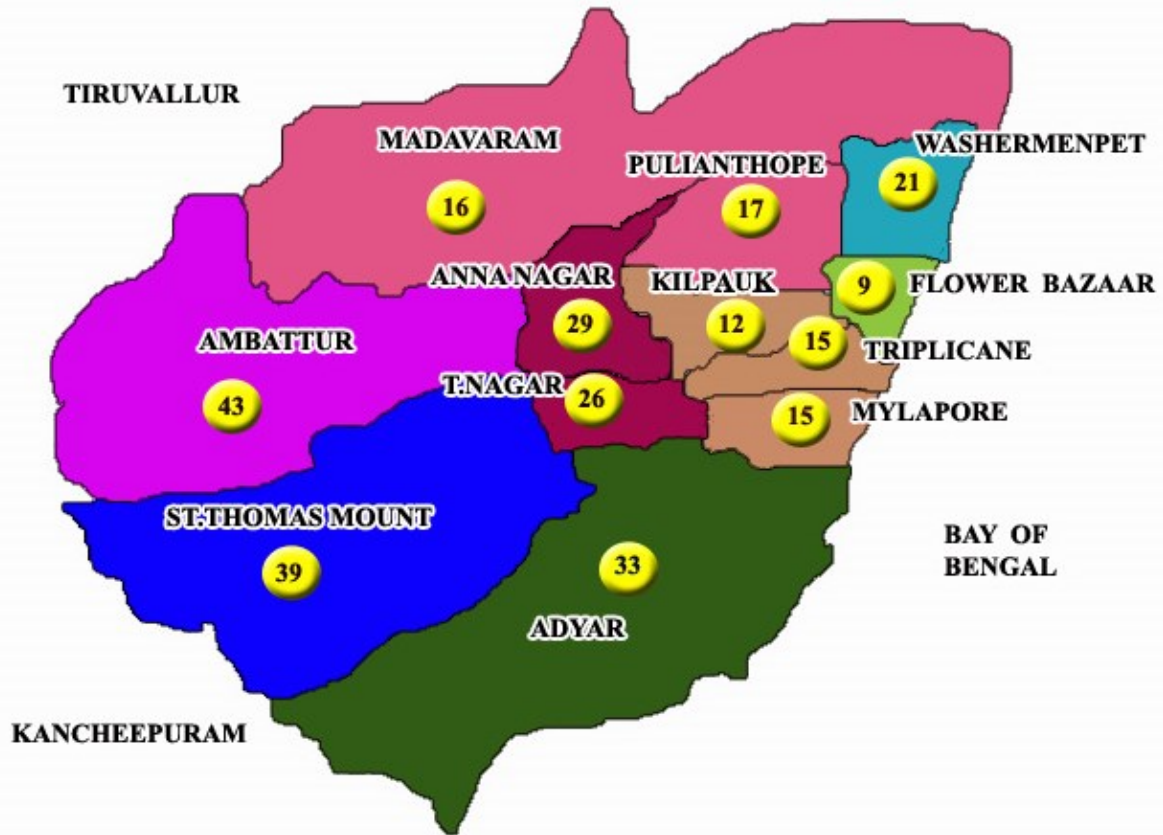 TIRUVALLUR
MADAVARAM
WASHERMENPET
PULIANTHOPE
21
16
17
ANNA NAGAR
KILPAUK
9
FLOWER BAZAAR
29
12
15
AMBATTUR
TRIPLICANE
T.NAGAR
26
43
15
MYLAPORE
ST.THOMAS MOUNT
BAY OF
BENGAL
39
33
ADYAR
KANCHEEPURAM